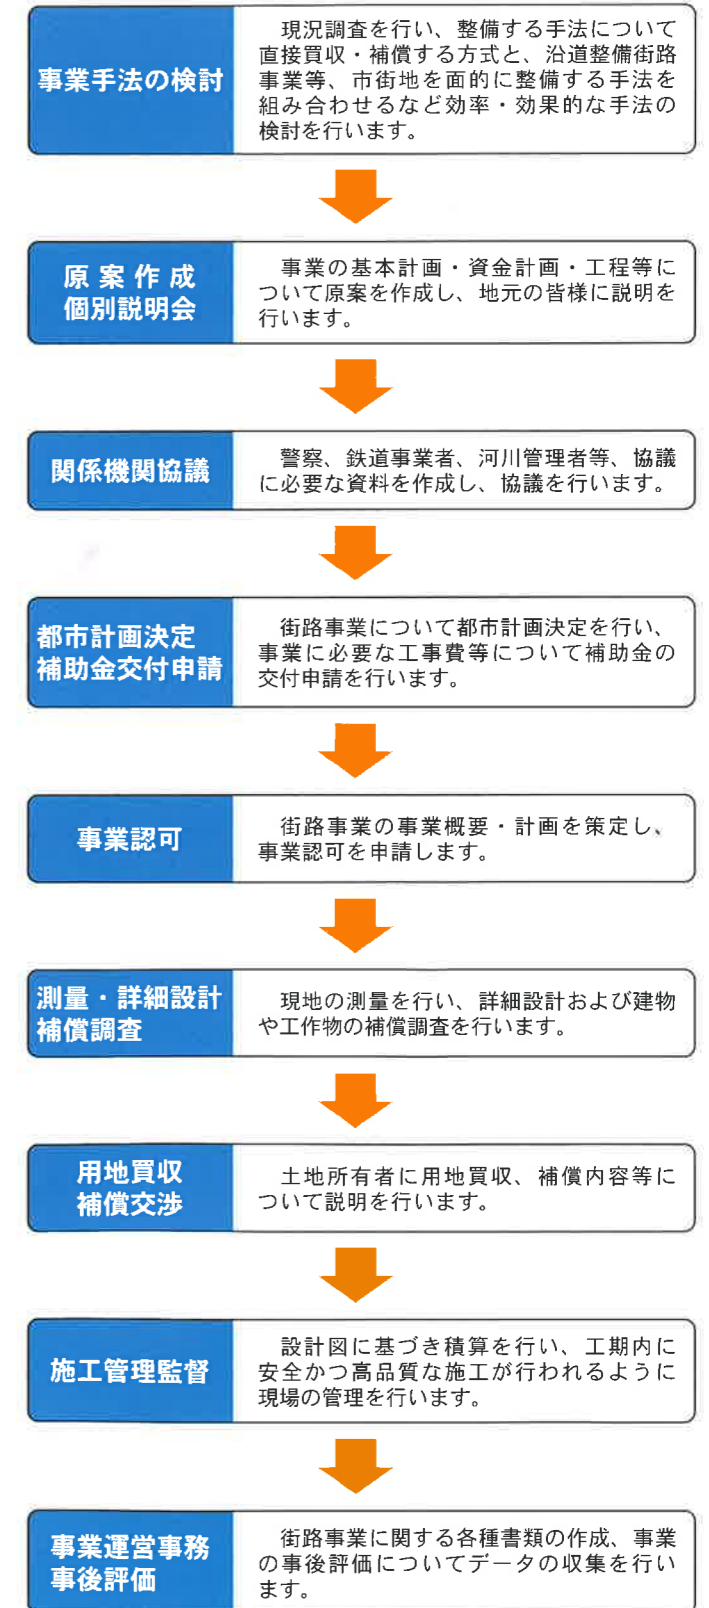 事業手法の検討
現況調査を行い、整備する手法について
直接買収・補償する方式と、沿道整備街路
事業等、市街地を面的に整備する手法を
組み合わせるなど効率・効果的な手法の
検討を行います。
原案作成
個別説明会
事業の基本計画・資金計画・工程等に
ついて原案を作成し、地元の皆様に説明を
行います。
関係機関協議
警察、鉄道事業者、河川管理者等、協議
に必要な資料を作成し、協議を行います。
都市計画決定
補助金交付申請
街路事業について都市計画決定を行い、
事業に必要な工事費等について補助金の
交付申請を行います。
事業認可
街路事業の事業概要・計画を策定し、
事業認可を申請します。
測量・詳細設計
補償調査
現地の測量を行い、詳細設計および建物
や工作物の補償調査を行います。
用地買収
補償交渉
土地所有者に用地買収、補償内容等に
ついて説明を行います。
施工管理監督
設計図に基づき積算を行い、工期内に
安全かつ高品質な施工が行われるように
現場の管理を行います。
事業運営事務
事後評価
街路事業に関する各種書類の作成、事業
の事後評価についてデータの収集を行い
ます。